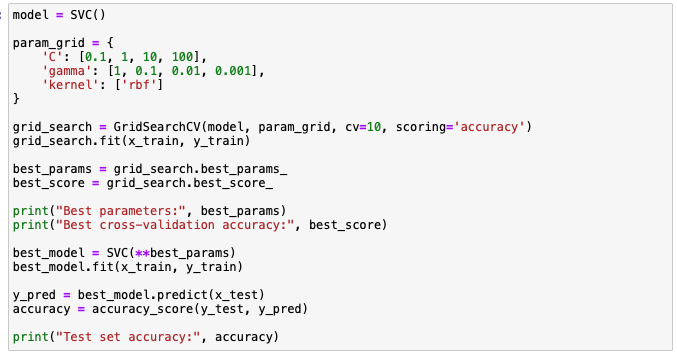 :
model = SVC()
param_grid = {
    'C': [0.1, 1, 10, 100],
    'gamma': [1, 0.1, 0.01, 0.001],
    'kernel': ['rbf']
}
grid_search = GridSearchCV(model, param_grid, cv=10, scoring='accuracy')
grid_search.fit(x_train, y_train)
best_params = grid_search.best_params_
best_score = grid_search.best_score_
print("Best parameters:", best_params)
print("Best cross-validation accuracy:", best_score)
best_model = SVC(**best_params)
best_model.fit(x_train, y_train)
y_pred = best_model.predict(x_test)
accuracy = accuracy_score(y_test, y_pred)
print("Test set accuracy:", accuracy)